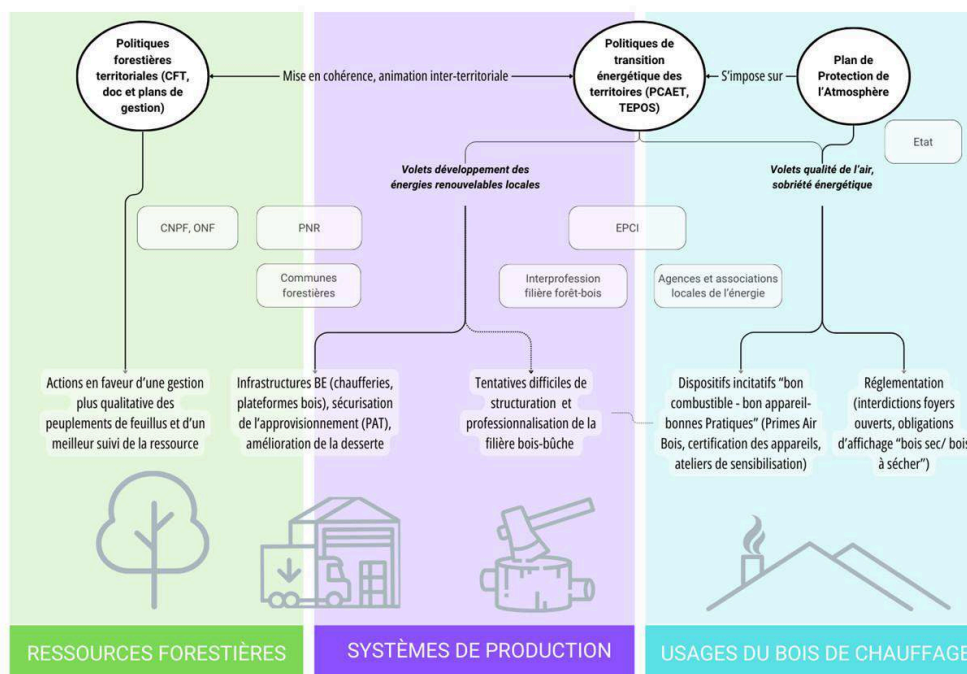 Politiques
forestières
territoriales (CFT,
doc et plans de
gestion)
Mise en cohérence, animation inter-territoriale
Politiques de
transition
énergétique des
territoires (PCAET,
TEPOS)
S'impose sur
Plan de
Protection de
l'Atmosphère
Etat
Volets développement des
énergies renouvelables locales
Volets qualité de l'air,
sobriété énergétique
CNPF, ONF
PNR
EPCI
Communes
forestières
Interprofession
filière forêt-bois
Agences et associations
locales de l'énergie
Actions en faveur d'une gestion
plus qualitative des
peuplements de feuillus et d'un
meilleur suivi de la ressource
Infrastructures BE (chaufferies,
plateformes bois), sécurisation
de l'approvisionnement (PAT),
amélioration de la desserte
Tentatives difficiles de
structuration et
professionalisation de la
filière bois-bûche
Dispositifs incitatifs “bon
combustible - bon appareil-
bonnes Pratiques” (Primes Air
Bois, certification des appareils,
ateliers de sensibilisation)
Réglementation
(interdictions foyers
ouverts, obligations
d'affichage “bois sec/ bois
à sécher”)
RESSOURCES FORESTIÈRES
SYSTÈMES DE PRODUCTION
USAGES DU BOIS DE CHAUFFAGE